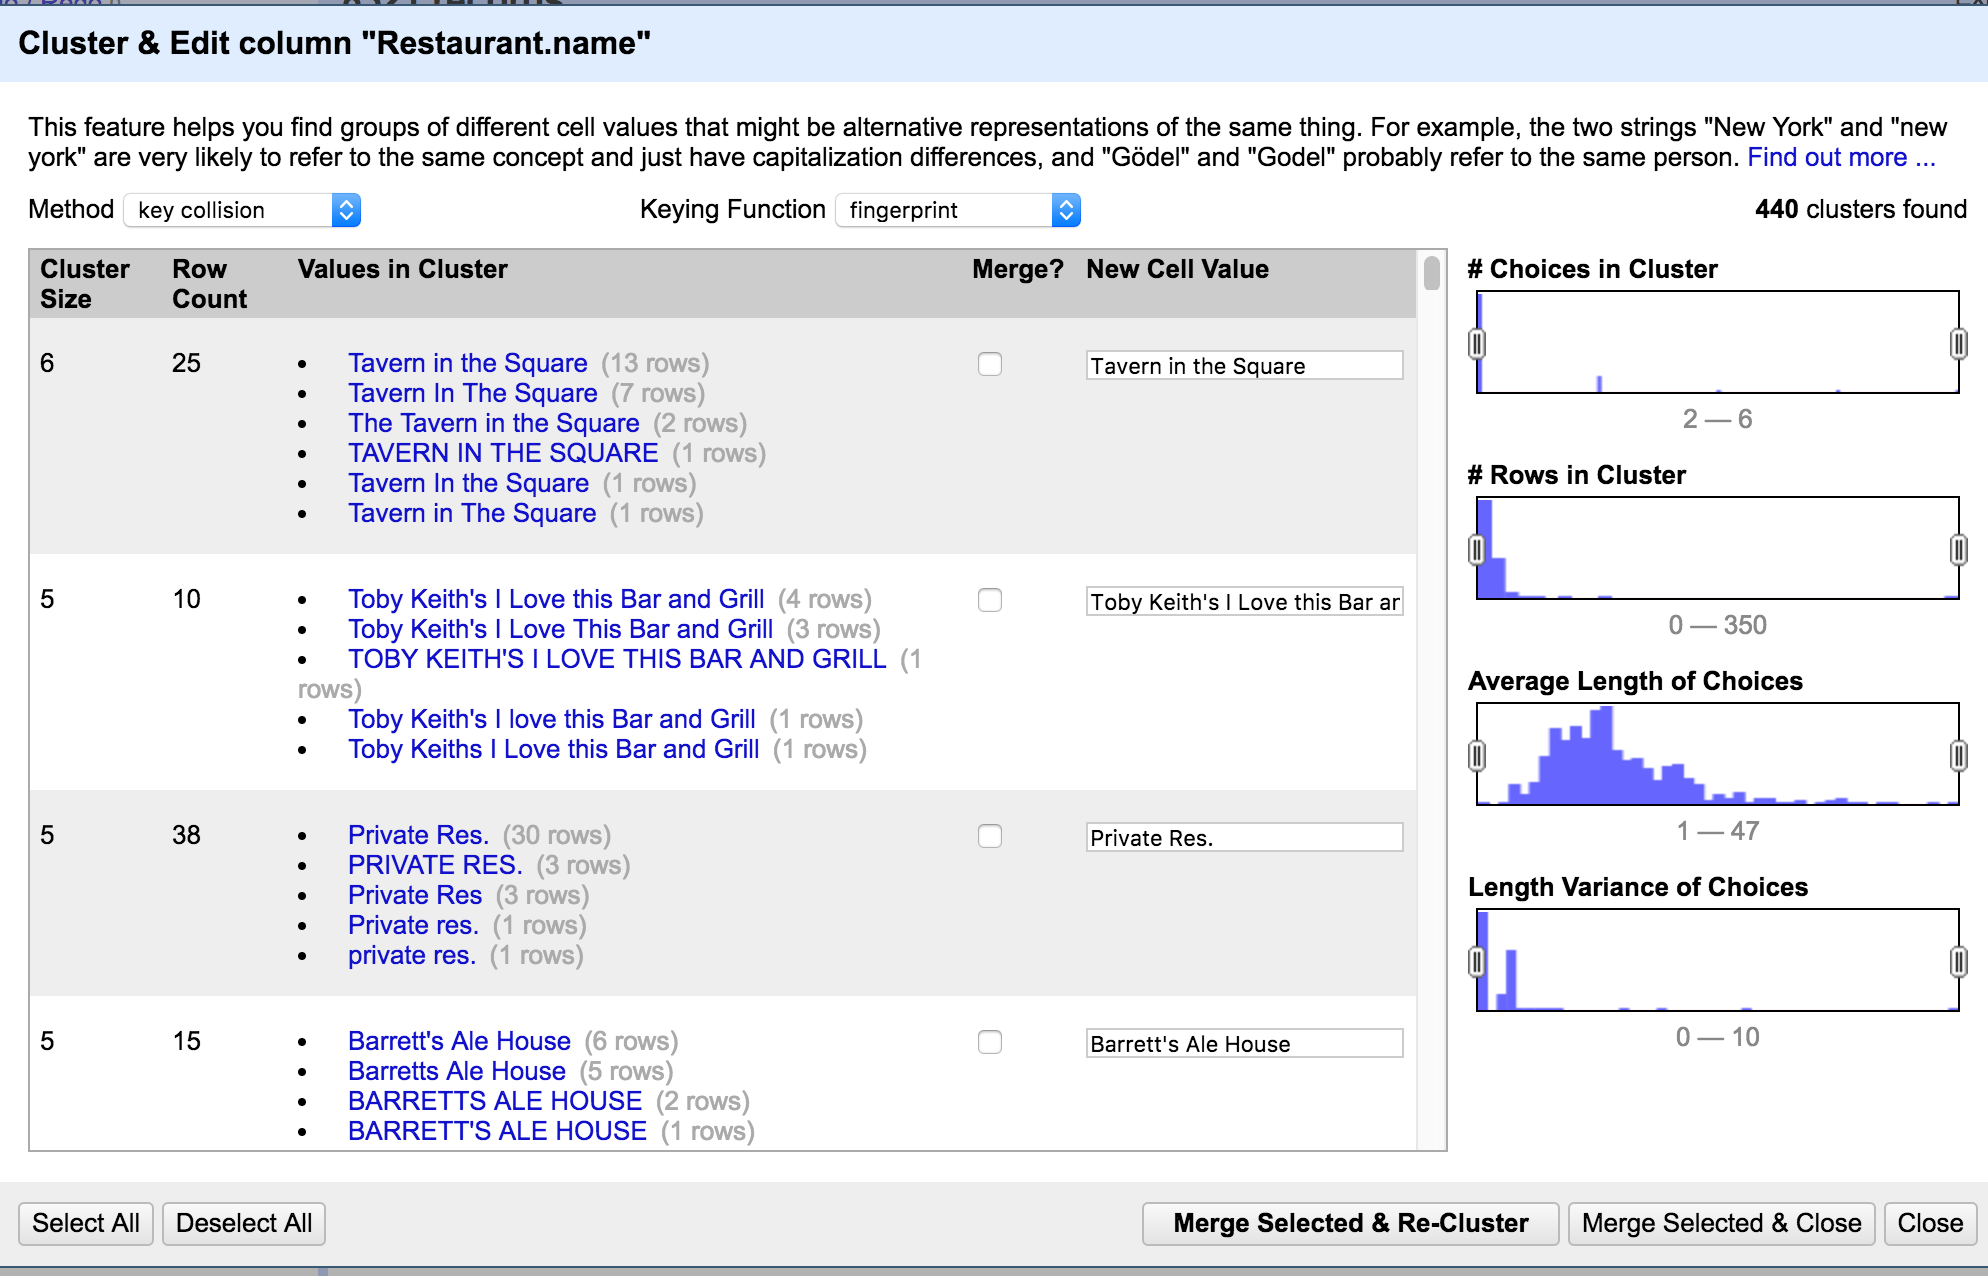 Cluster & Edit column "Restaurant.name"
This feature helps you find groups of different cell values that might be alternative representations of the same thing. For example, the two strings "New York" and "new
york" are very likely to refer to the same concept and just have capitalization differences, and "Gödel" and "Godel" probably refer to the same person. Find out more ...
Method key collision Keying Function fingerprint 440 clusters found
Cluster Size Row Count Values in Cluster Merge? New Cell Value
6 25 • Tavern in the Square (13 rows) Tavern in the Square
• Tavern In The Square (7 rows)
• The Tavern in the Square (2 rows)
• TAVERN IN THE SQUARE (1 rows)
• Tavern In the Square (1 rows)
• Tavern in The Square (1 rows)
5 10 • Toby Keith's I Love this Bar and Grill (4 rows) Toby Keith's I Love this Bar ar
• Toby Keith's I Love This Bar and Grill (3 rows)
• TOBY KEITH'S I LOVE THIS BAR AND GRILL (1
rows)
• Toby Keith's I love this Bar and Grill (1 rows)
• Toby Keiths I Love this Bar and Grill (1 rows)
5 38 • Private Res. (30 rows) Private Res.
• PRIVATE RES. (3 rows)
• Private Res (3 rows)
• Private res. (1 rows)
• private res. (1 rows)
5 15 • Barrett's Ale House (6 rows) Barrett's Ale House
• Barretts Ale House (5 rows)
• BARRETTS ALE HOUSE (2 rows)
• BARRETT'S ALE HOUSE (1 rows)
# Choices in Cluster
2 — 6
# Rows in Cluster
0 — 350
Average Length of Choices
1 — 47
Length Variance of Choices
0 — 10
Select All Deselect All Merge Selected & Re-Cluster Merge Selected & Close Close